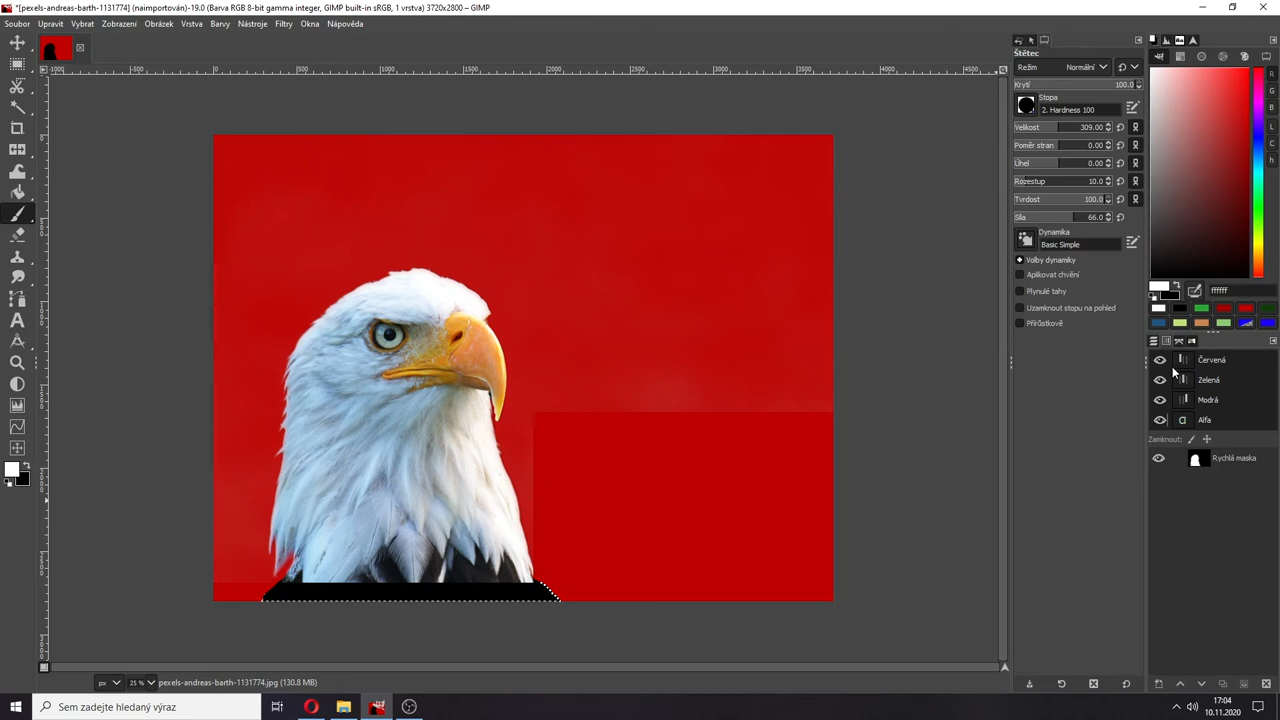 *[pexels-andreas-barth-1131774] (naimportován)-19.0 (Barva RGB 8-bit gamma integer, GIMP built-in sRGB, 1 vrstva) 3720x2800 – GIMP
Soubor Upravit Vybrat Zobrazení Obrázek Vrstva Barvy Nástroje Filtry Okna Nápověda
Štětec
Režim Normální
Krytí 100.0
Stopa
2. Hardness 100
Velikost 309.00
Poměr stran 0.00
Úhel 0.00
Rozestup 10.0
Tvrdost 100.0
Síla 66.0
Dynamika
Basic Simple
Volby dynamiky
Aplikovat chvění
Plynulé tahy
Uzamknout stopu na pohled
Přírůstkově
R
G
B
L
C
h
ffffff
Červená
Zelená
Modrá
Alfa
Zamknout:
Rychlá maska
px 25 % pexels-andreas-barth-1131774.jpg (130.8 MB)
Sem zadejte hledaný výraz
17:04
10.11.2020